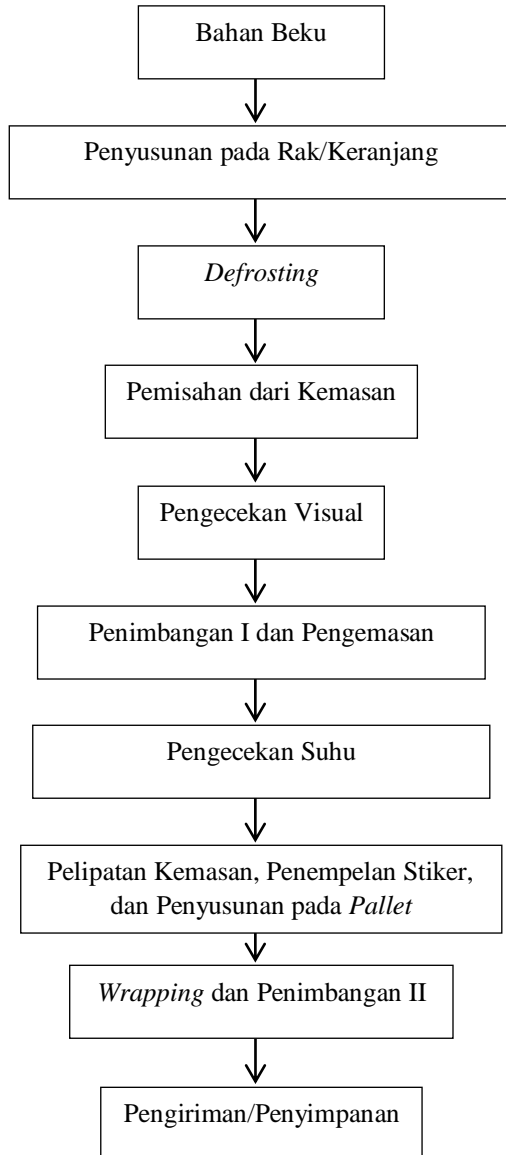 Bahan Beku
Penyusunan pada Rak/Keranjang
Defrosting
Pemisahan dari Kemasan
Pengecekan Visual
Penimbangan I dan Pengemasan
Pengecekan Suhu
Pelipatan Kemasan, Penempelan Stiker,
dan Penyusunan pada Pallet
Wrapping dan Penimbangan II
Pengiriman/Penyimpanan